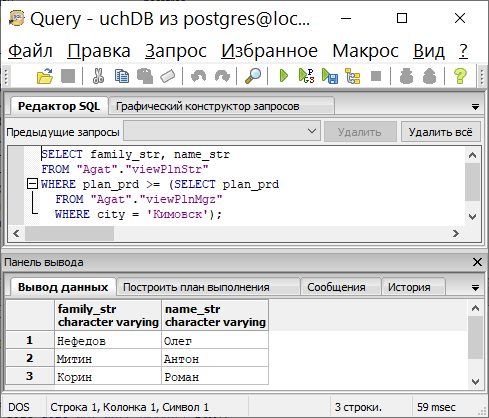 Query - uchDB из postgres@loc...
Файл Правка Запрос Избранное Макрос Вид ?
Редактор SQL Графический конструктор запросов
Предыдущие запросы Удалить Удалить всё
SELECT family_str, name_str
FROM "Agat"."viewPlnStr"
WHERE plan_prd >= (SELECT plan_prd
FROM "Agat"."viewPlnMgz"
WHERE city = 'Кимовск');
Панель вывода
Вывод данных Построить план выполнения Сообщения История
family_str name_str
character varying character varying
1 Нефедов Олег
2 Митин Антон
3 Корин Роман
DOS Строка 1, Колонка 1, Символ 1 3 строки. 59 msec